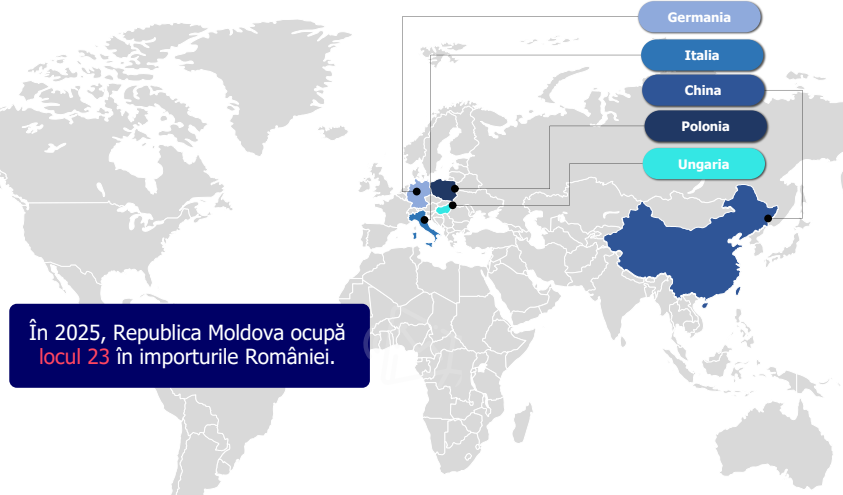 Germania
Italia
China
Polonia
Ungaria
În 2025, Republica Moldova ocupă
locul 23 în importurile României.